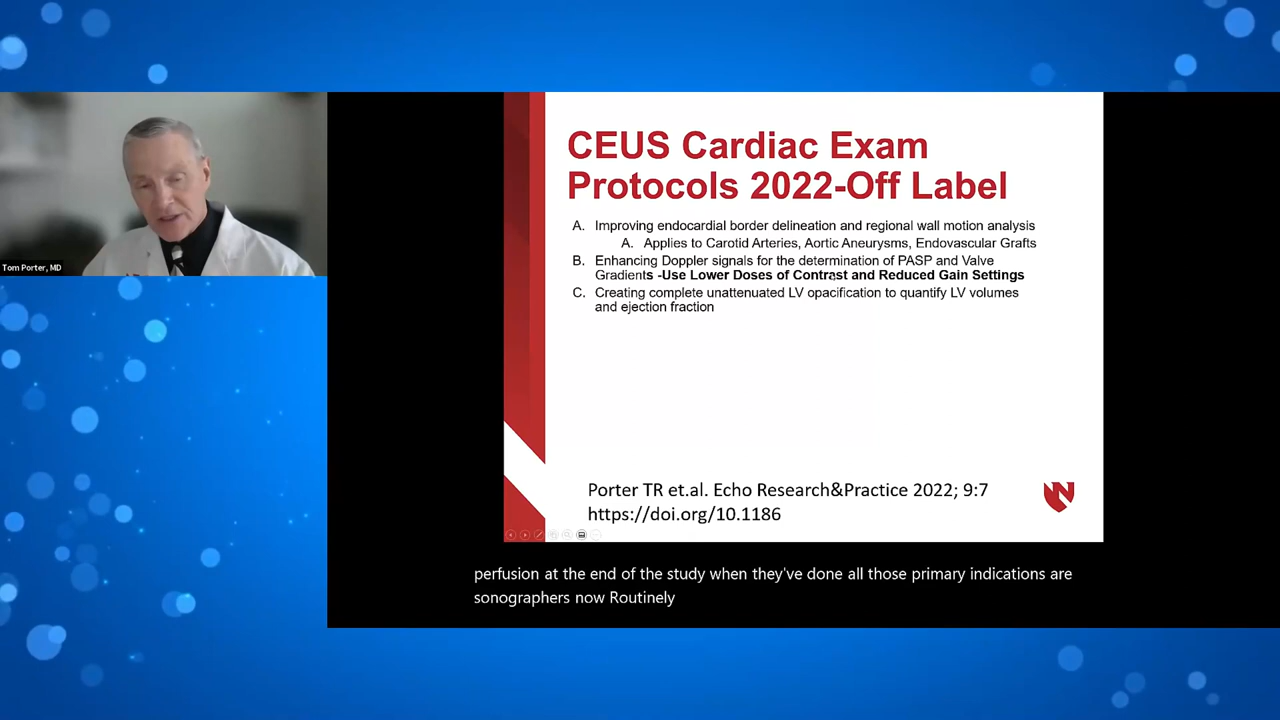 Tom Porter, MD
CEUS Cardiac Exam
Protocols 2022-Off Label
A. Improving endocardial border delineation and regional wall motion analysis
A. Applies to Carotid Arteries, Aortic Aneurysms, Endovascular Grafts
B. Enhancing Doppler signals for the determination of PASP and Valve
Gradients -Use Lower Doses of Contrast and Reduced Gain Settings
C. Creating complete unattenuated LV opacification to quantify LV volumes
and ejection fraction
Porter TR et.al. Echo Research&Practice 2022; 9:7
https://doi.org/10.1186
N
perfusion at the end of the study when they've done all those primary indications are
sonographers now Routinely